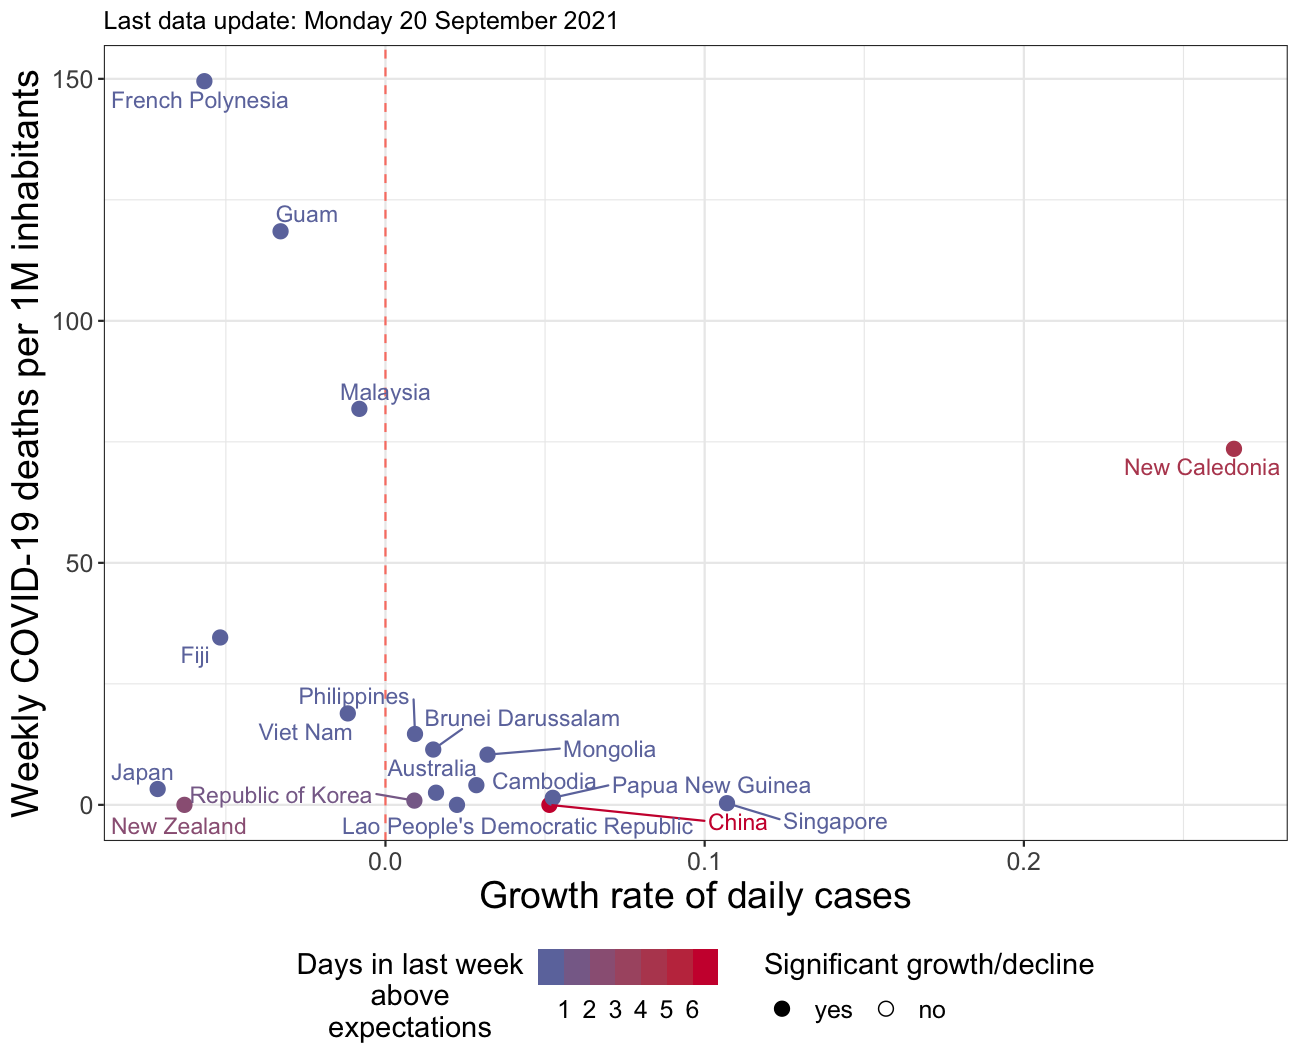 Last data update: Monday 20 September 2021
Weekly COVID-19 deaths per 1M inhabitants
150
100
50
0
French Polynesia
Guam
Malaysia
New Caledonia
Fiji
Philippines
Viet Nam
Brunei Darussalam
Mongolia
Australia
Japan
Cambodia
Papua New Guinea
Republic of Korea
New Zealand
Lao People's Democratic Republic
China
Singapore
0.0
0.1
0.2
Growth rate of daily cases
Days in last week
above
expectations
1 2 3 4 5 6
Significant growth/decline
yes
no